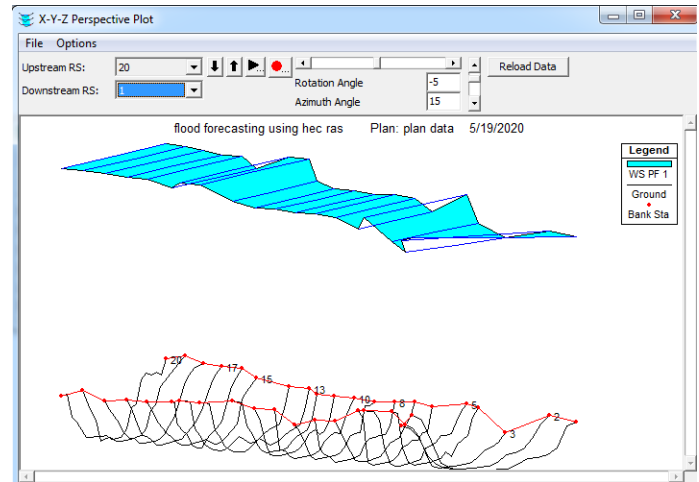 X-Y-Z Perspective Plot
File Options
Upstream RS: 20
Downstream RS: 1
Rotation Angle -5
Azimuth Angle 15
Reload Data
flood forecasting using hec ras Plan: plan data 5/19/2020
Legend
WS PF 1
Ground
Bank Sta
20
17
15
13
10
8
5
3
2